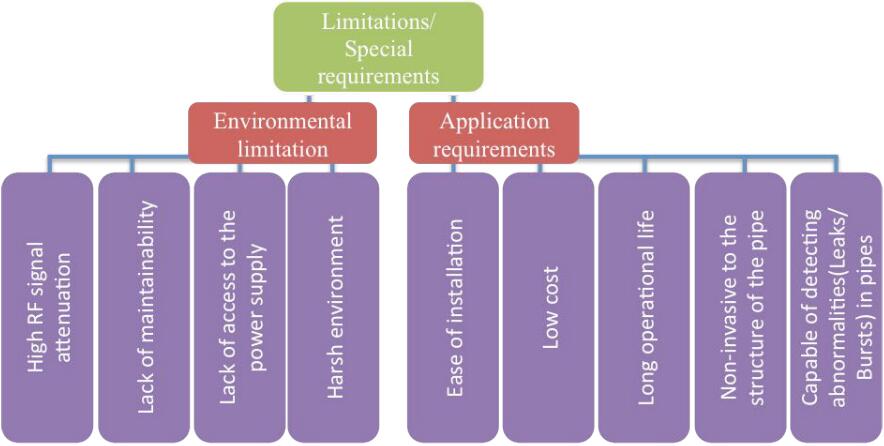 Limitations/
Special
requirements
Environmental
limitation
Application
requirements
High RF signal
attenuation
Lack of maintainability
Lack of access to the
power supply
Harsh environment
Ease of installation
Low cost
Long operational life
Non-invasive to the
structure of the pipe
Capable of detecting
abnormalities(Leaks/
Bursts) in pipes